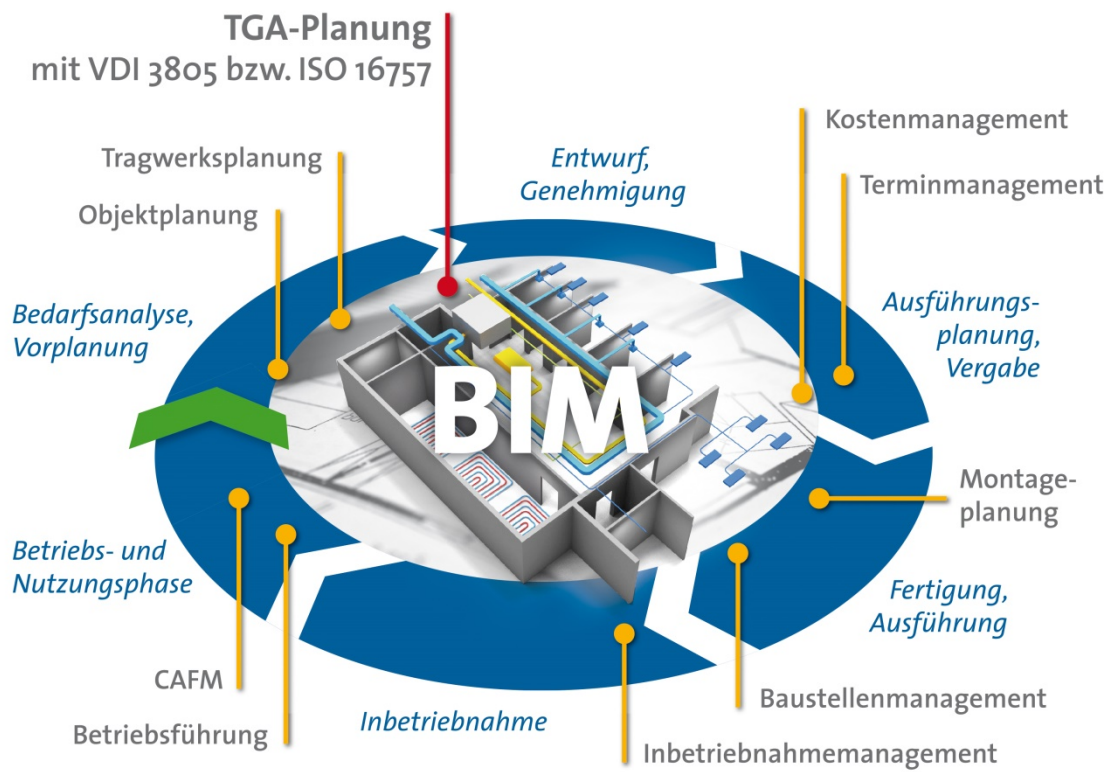 TGA-Planung
mit VDI 3805 bzw. ISO 16757
Tragwerksplanung
Objektplanung
Bedarfsanalyse,
Vorplanung
Entwurf,
Genehmigung
Kostenmanagement
Terminmanagement
Ausführungs-
planung,
Vergabe
BIM
Montage-
planung
Fertigung,
Ausführung
Baustellenmanagement
Inbetriebnahmemanagement
Inbetriebnahme
Betriebs- und
Nutzungsphase
CAFM
Betriebsführung